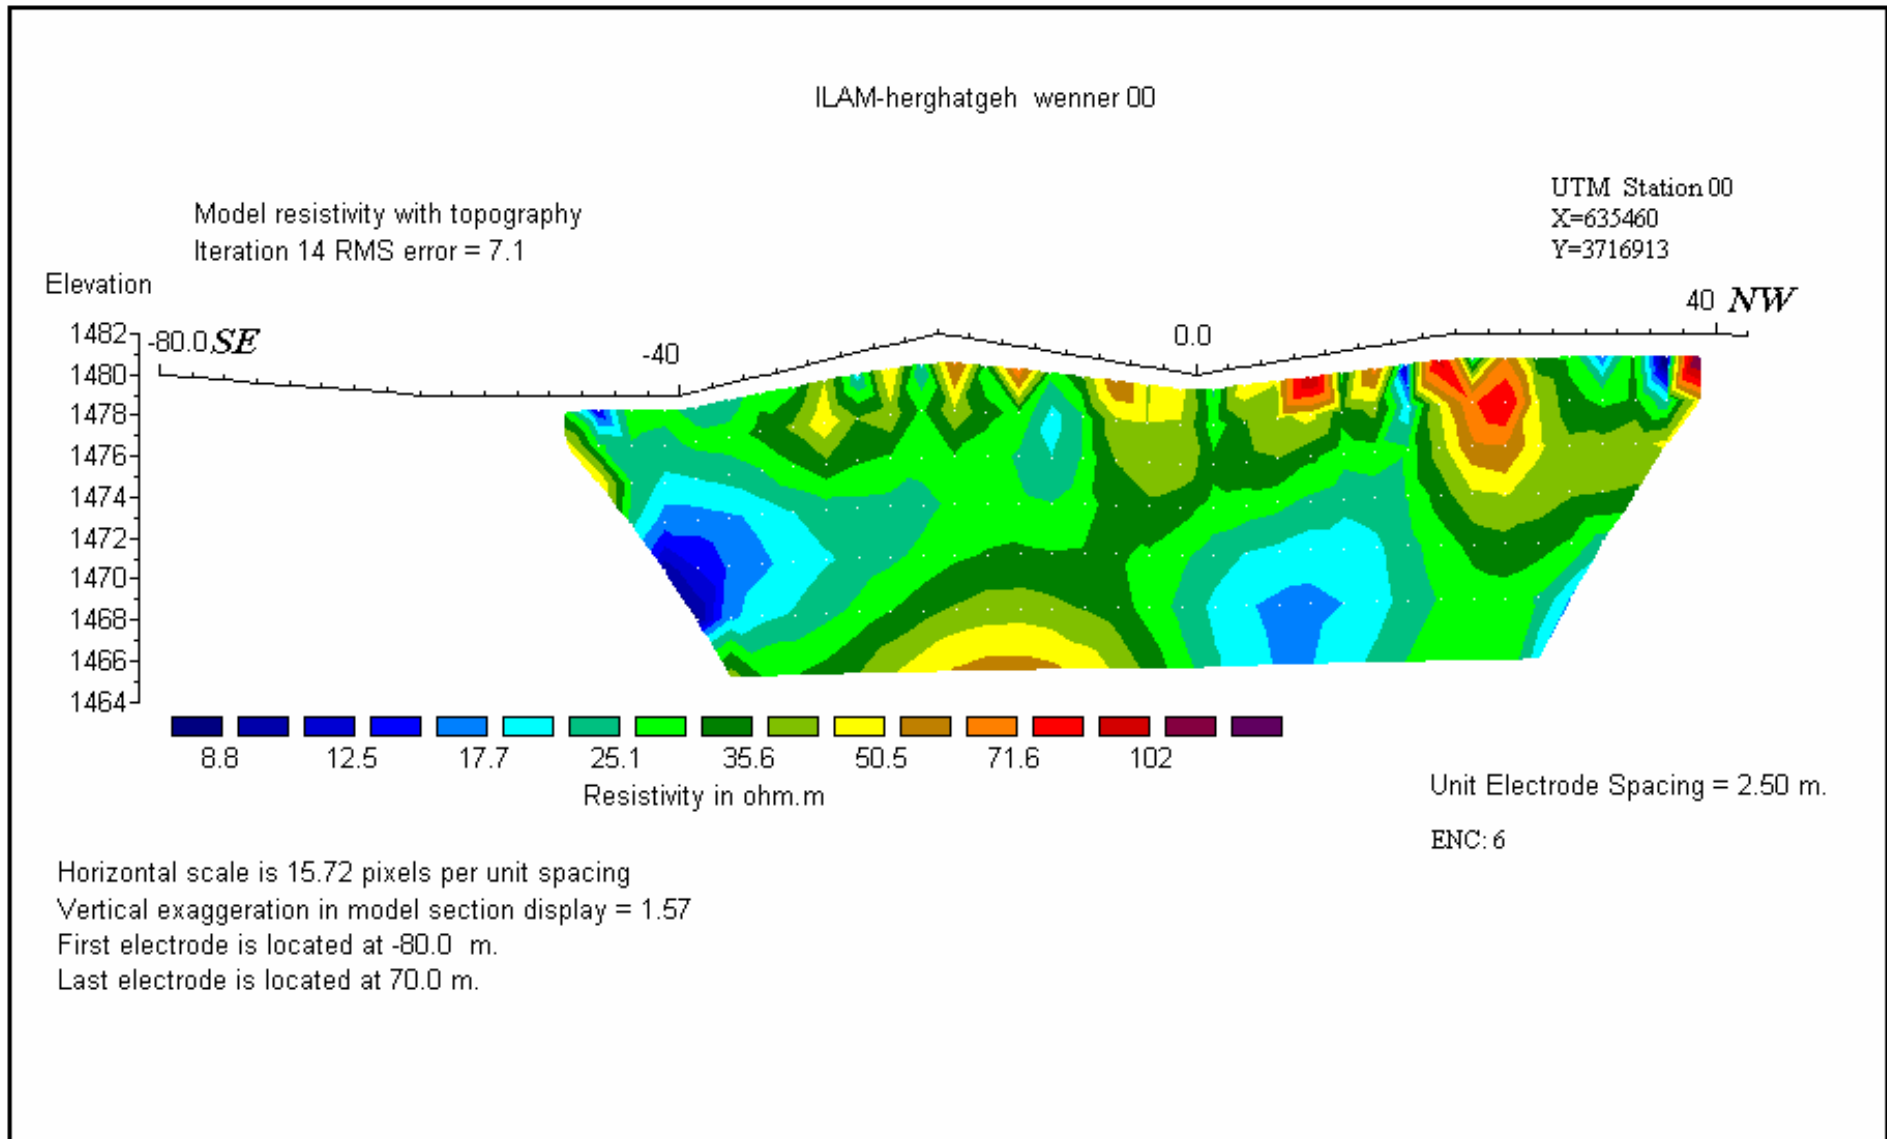 ILAM-herghatgeh wenner 00
UTM Station 00
X=635460
Y=3716913
Model resistivity with topography
Iteration 14 RMS error = 7.1
Elevation
-80.0 SE
-40
0.0
40 NW
1482
1480
1478
1476
1474
1472
1470
1468
1466
1464
8.8 12.5 17.7 25.1 35.6 50.5 71.6 102
Resistivity in ohm.m
Unit Electrode Spacing = 2.50 m.
ENC: 6
Horizontal scale is 15.72 pixels per unit spacing
Vertical exaggeration in model section display = 1.57
First electrode is located at -80.0 m.
Last electrode is located at 70.0 m.